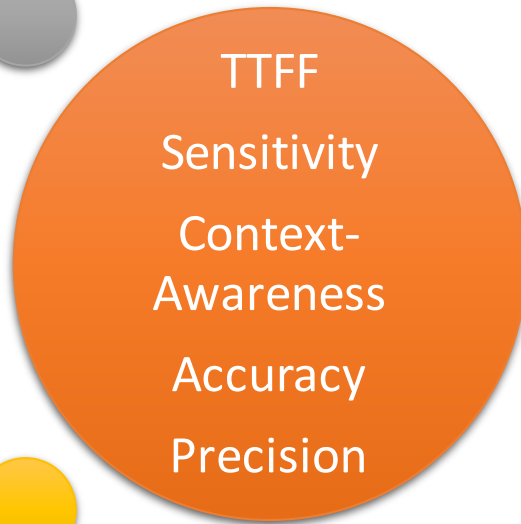 TTFF
Sensitivity
Context-
Awareness
Accuracy
Precision